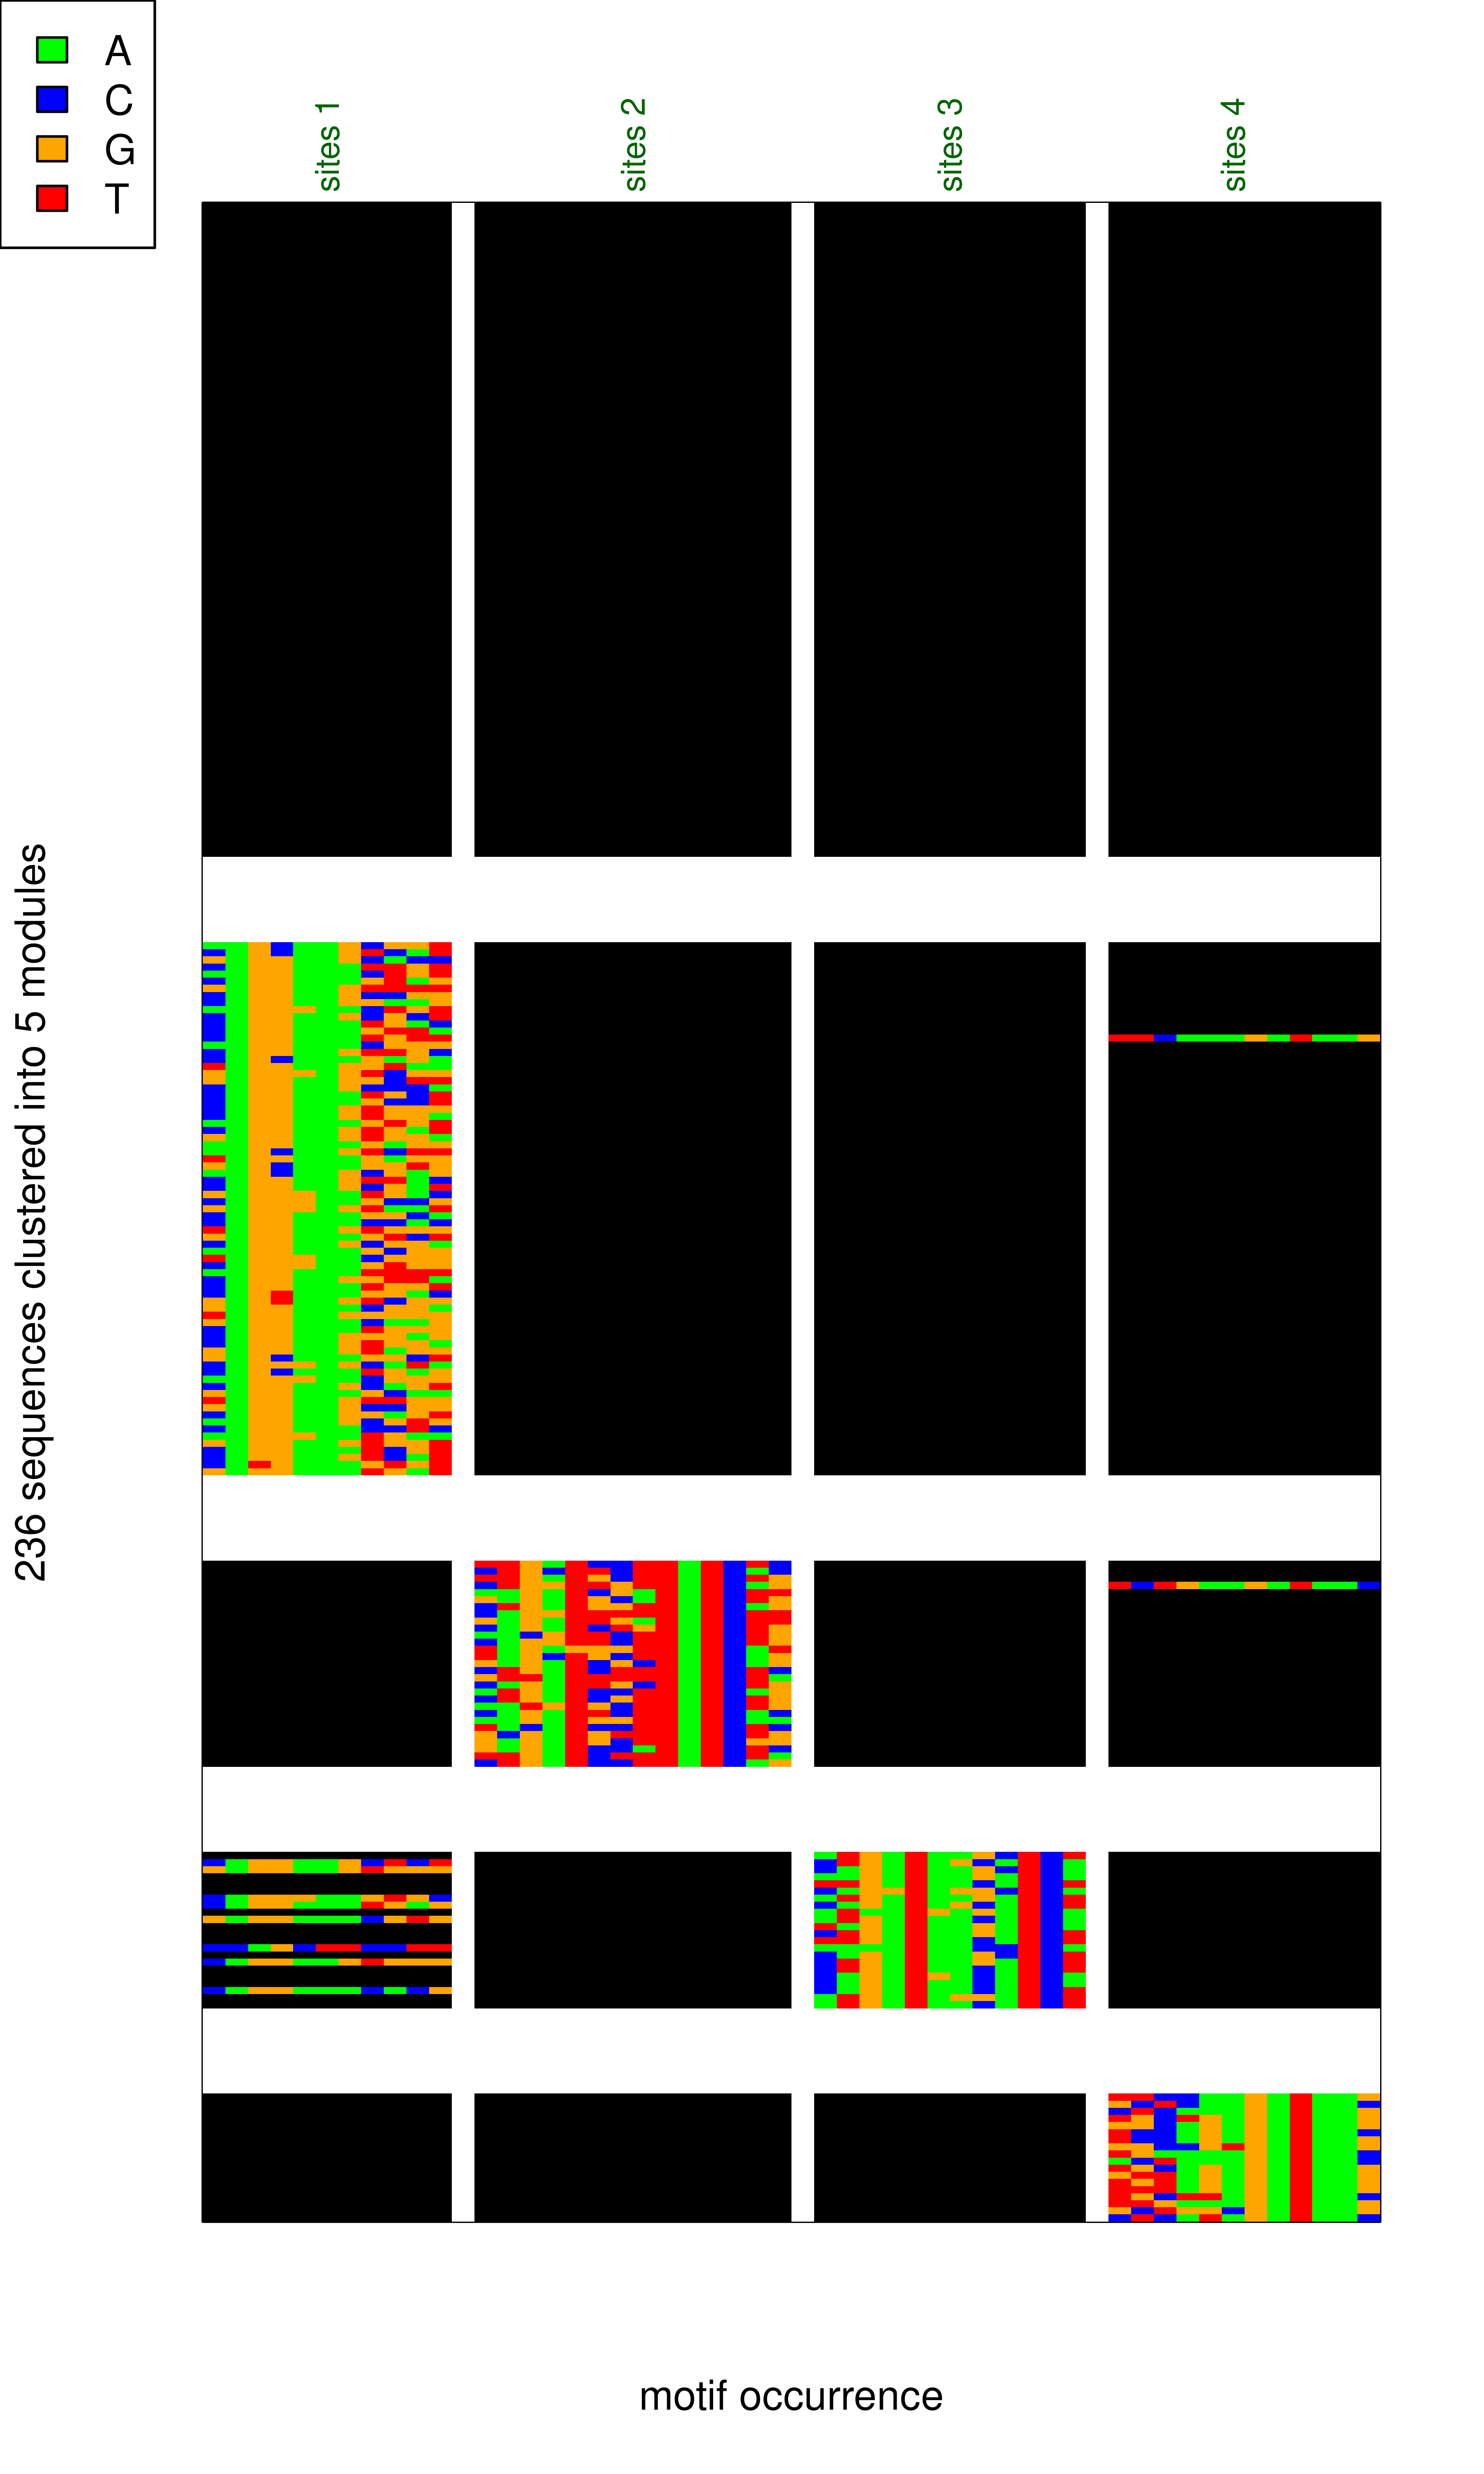 A
C
G
T
sites 1
sites 2
sites 3
sites 4
236 sequences clustered into 5 modules
motif occurrence